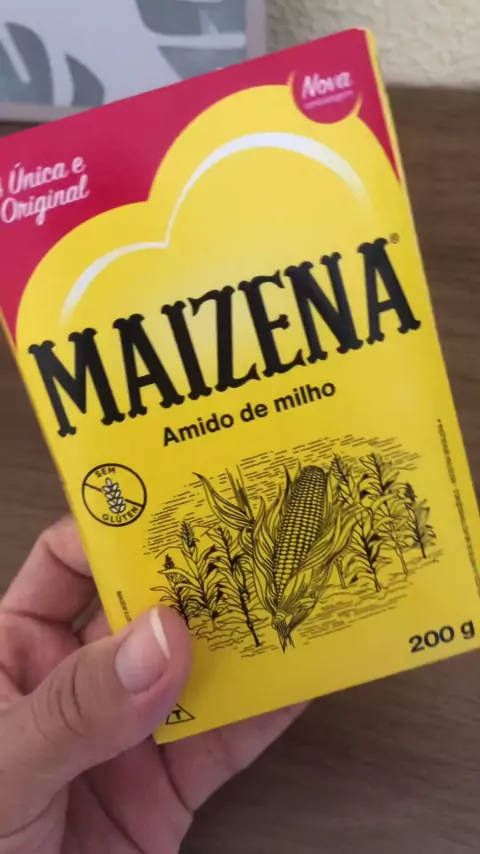 Nova
Única e
Original
MAIZENA®
Amido de milho
SEM
GLÚTEN
200 g
T